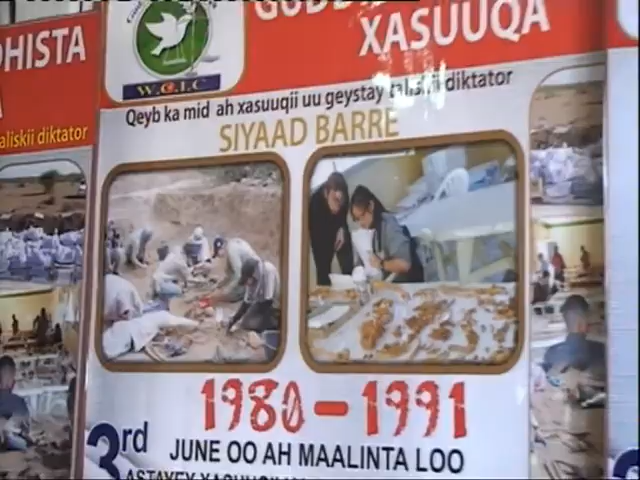 DHISTA
XASUUQA
W.C.I.C
Qeyb ka mid ah xasuuqii uu geystay taliskii diktator
aliskii diktator
SIYAAD BARRE
1980-1991
3rd
JUNE OO AH MAALINTA LOO